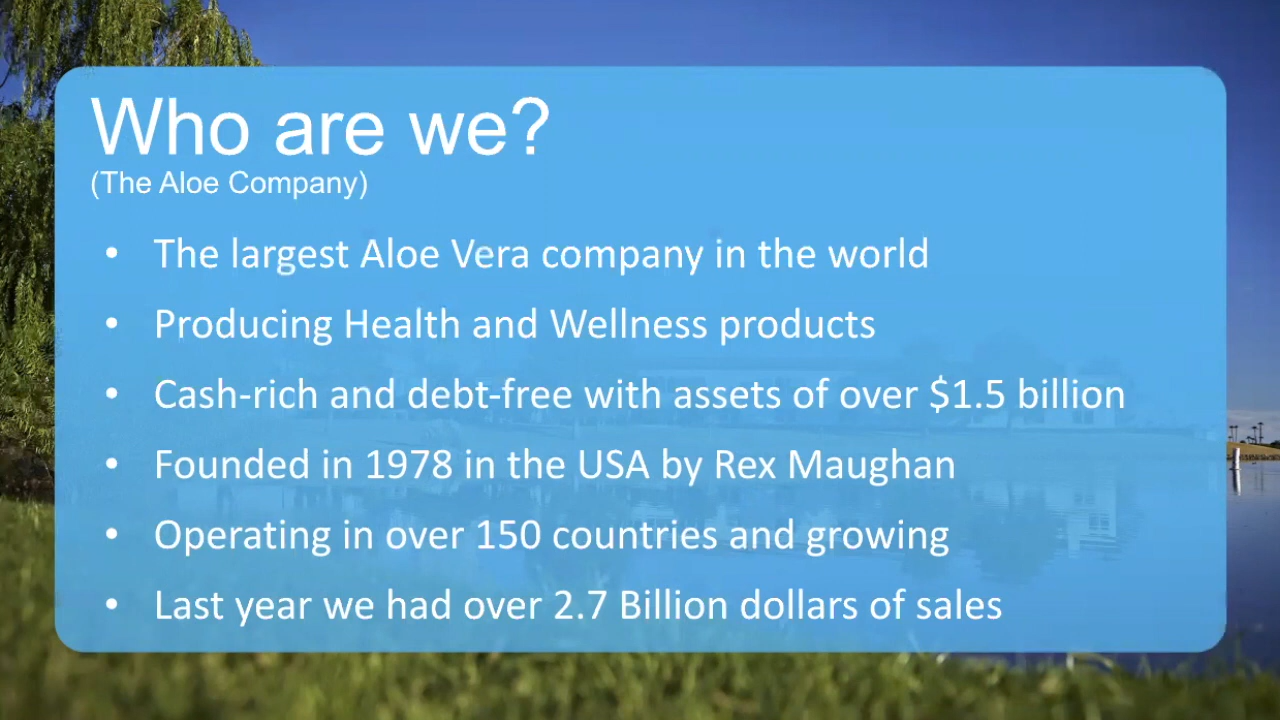 Who are we?
(The Aloe Company)
• The largest Aloe Vera company in the world
• Producing Health and Wellness products
• Cash-rich and debt-free with assets of over $1.5 billion
• Founded in 1978 in the USA by Rex Maughan
• Operating in over 150 countries and growing
• Last year we had over 2.7 Billion dollars of sales